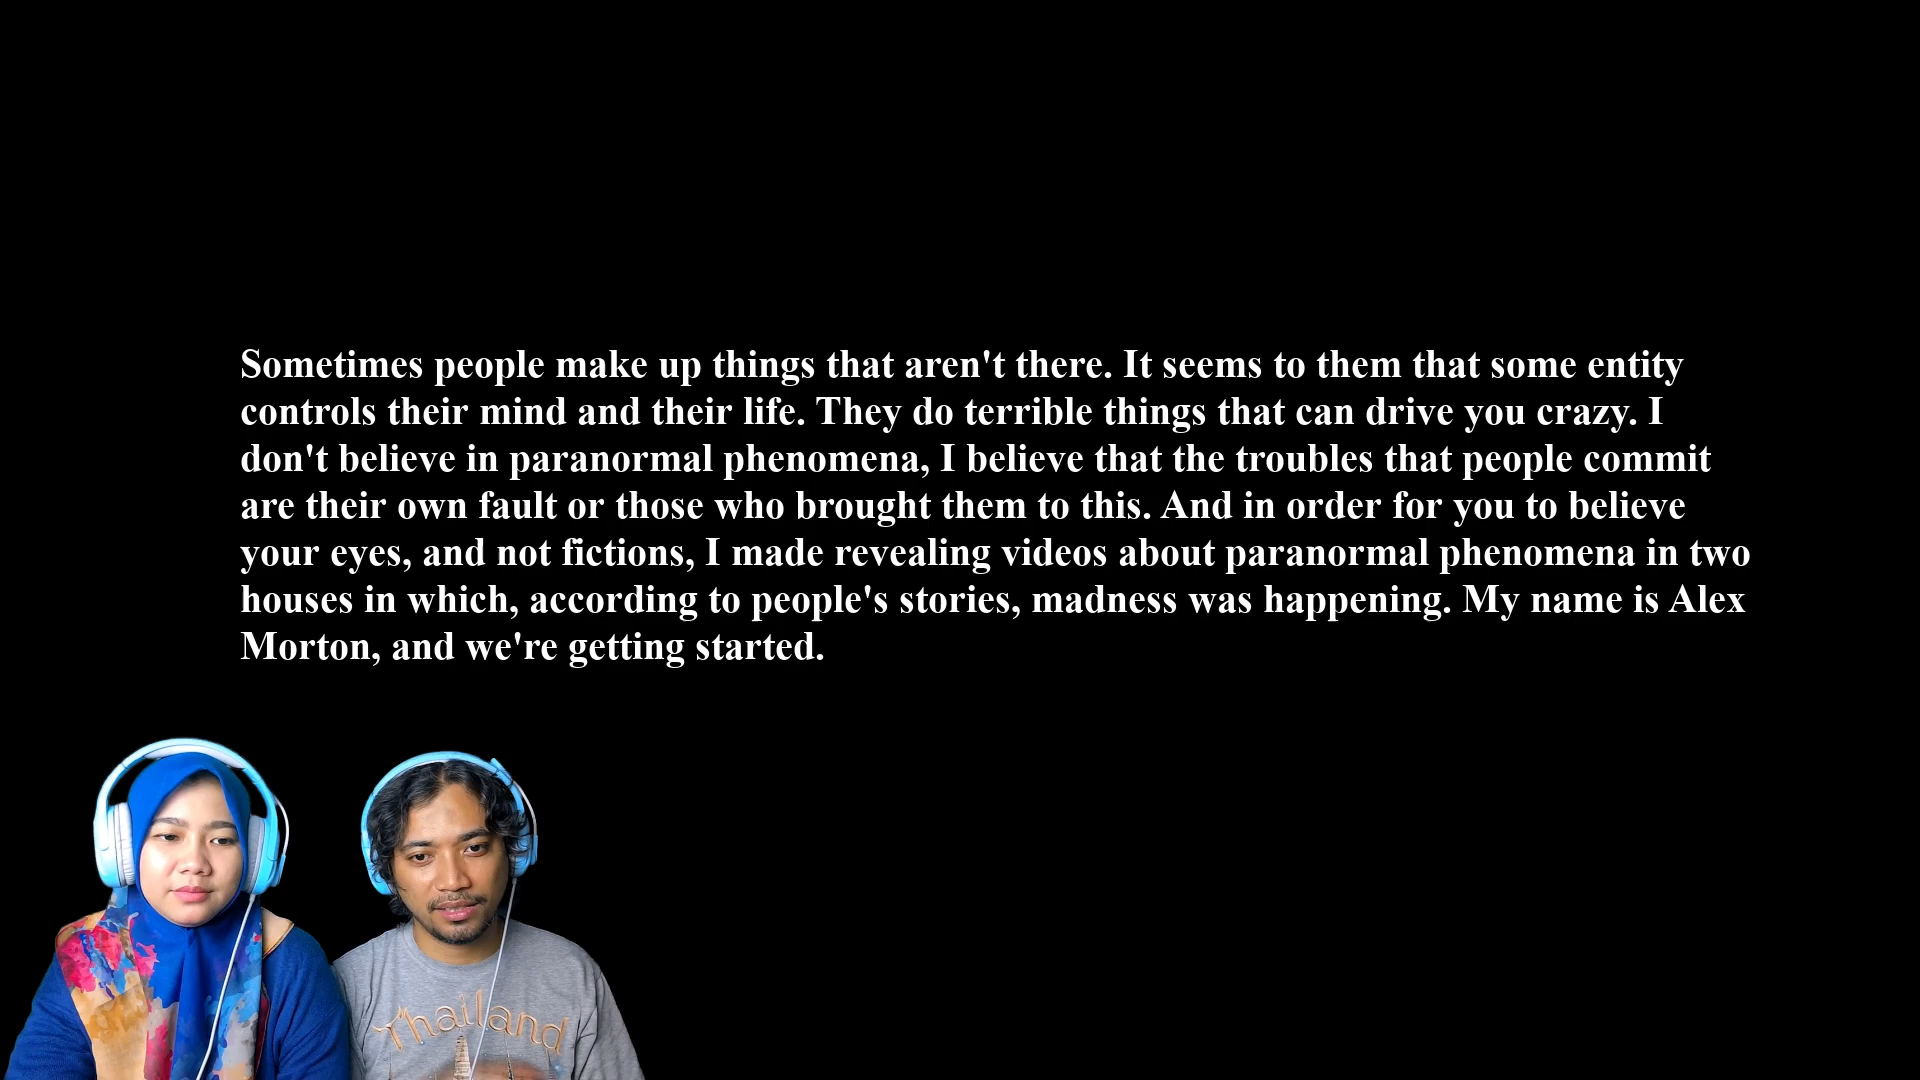 Sometimes people make up things that aren't there. It seems to them that some entity
controls their mind and their life. They do terrible things that can drive you crazy. I
don't believe in paranormal phenomena, I believe that the troubles that people commit
are their own fault or those who brought them to this. And in order for you to believe
your eyes, and not fictions, I made revealing videos about paranormal phenomena in two
houses in which, according to people's stories, madness was happening. My name is Alex
Morton, and we're getting started.
Thailand